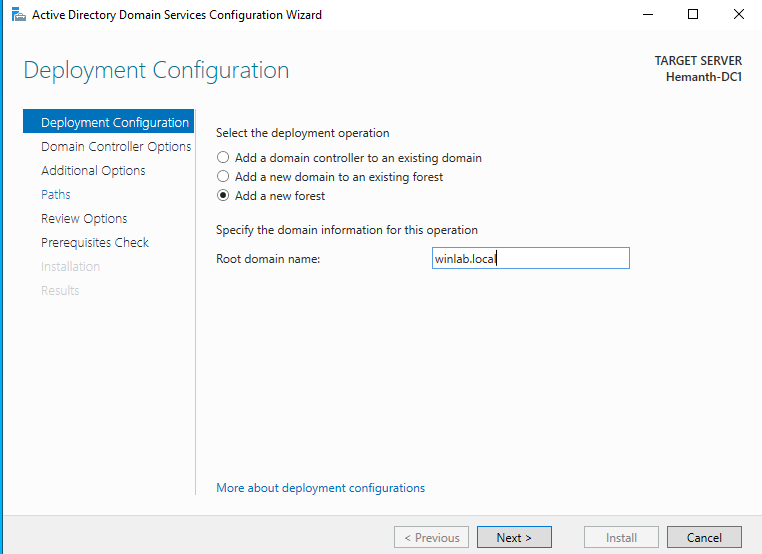 Active Directory Domain Services Configuration Wizard
Deployment Configuration
TARGET SERVER
Hemanth-DC1
Deployment Configuration
Domain Controller Options
Additional Options
Paths
Review Options
Prerequisites Check
Installation
Results
Select the deployment operation
Add a domain controller to an existing domain
Add a new domain to an existing forest
Add a new forest
Specify the domain information for this operation
Root domain name: winlab.local
More about deployment configurations
< Previous Next > Install Cancel